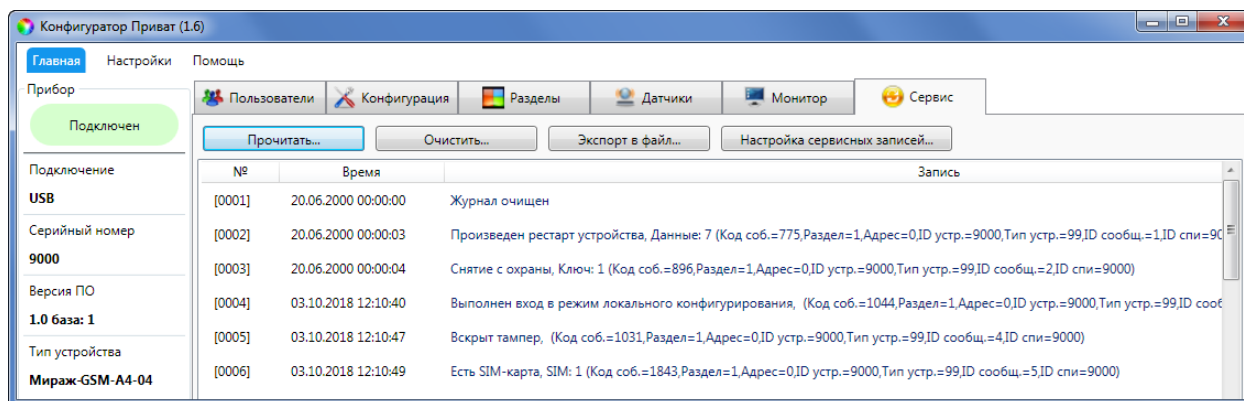 Конфигуратор Приват (1.6)
Главная Настройки Помощь
Прибор
Подключен
Подключение
USB
Серийный номер
9000
Версия ПО
1.0 база: 1
Тип устройства
Мираж-GSM-A4-04
Пользователи Конфигурация Разделы Датчики Монитор Сервис
Прочитать... Очистить... Экспорт в файл... Настройка сервисных записей...
№ Время Запись
[0001] 20.06.2000 00:00:00 Журнал очищен
[0002] 20.06.2000 00:00:03 Произведен рестарт устройства, Данные: 7 (Код соб.=775,Раздел=1,Адрес=0,ID устр.=9000,Тип устр.=99,ID сообщ.=1,ID спи=90
[0003] 20.06.2000 00:00:04 Снятие с охраны, Ключ: 1 (Код соб.=896,Раздел=1,Адрес=0,ID устр.=9000,Тип устр.=99,ID сообщ.=2,ID спи=9000)
[0004] 03.10.2018 12:10:40 Выполнен вход в режим локального конфигурирования, (Код соб.=1044,Раздел=1,Адрес=0,ID устр.=9000,Тип устр.=99,ID сооб
[0005] 03.10.2018 12:10:47 Вскрыт тампер, (Код соб.=1031,Раздел=1,Адрес=0,ID устр.=9000,Тип устр.=99,ID сообщ.=4,ID спи=9000)
[0006] 03.10.2018 12:10:49 Есть SIM-карта, SIM: 1 (Код соб.=1843,Раздел=1,Адрес=0,ID устр.=9000,Тип устр.=99,ID сообщ.=5,ID спи=9000)